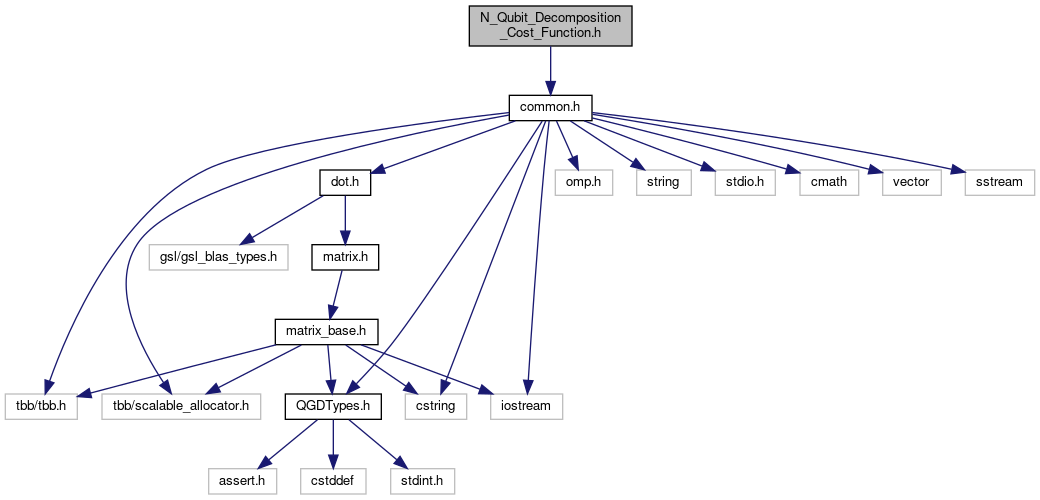 N_Qubit_Decomposition
_Cost_Function.h
common.h
dot.h
omp.h
string
stdio.h
cmath
vector
sstream
gsl/gsl_blas_types.h
matrix.h
matrix_base.h
tbb/tbb.h
tbb/scalable_allocator.h
QGDTypes.h
cstring
iostream
assert.h
cstddef
stdint.h